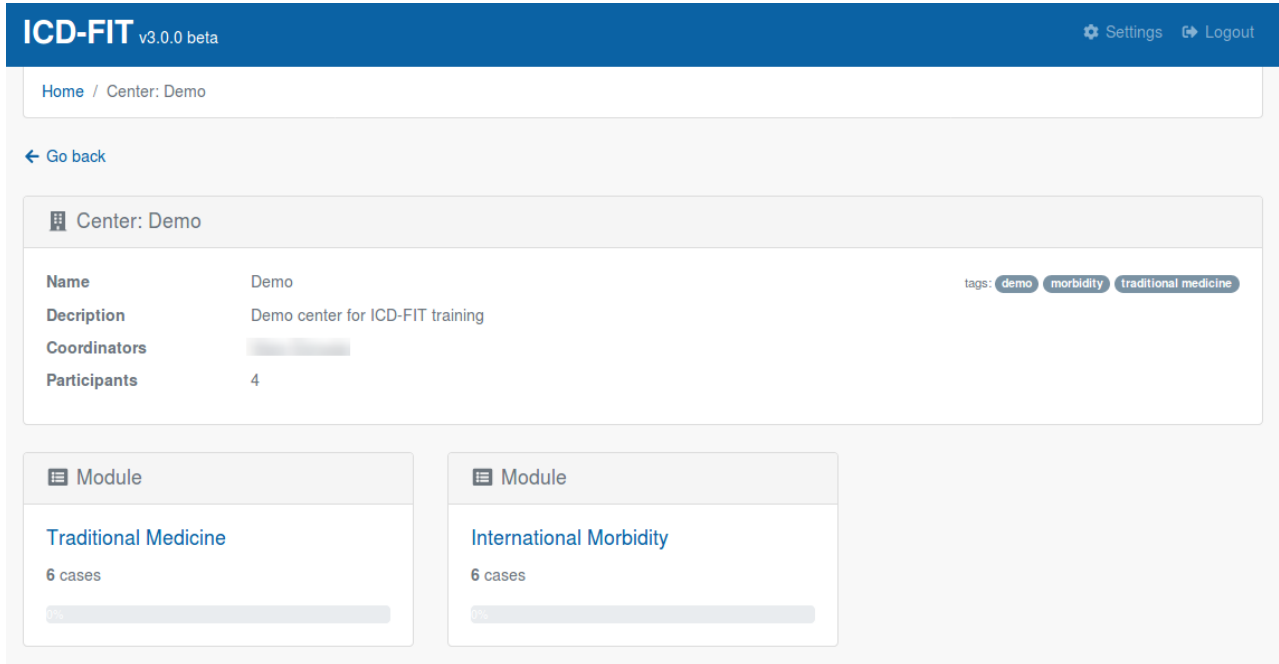 ICD-FIT v3.0.0 beta
Settings Logout
Home / Center: Demo
Go back
Center: Demo
Name Demo
tags: demo morbidity traditional medicine
Decription Demo center for ICD-FIT training
Coordinators
Participants 4
Module
Traditional Medicine
6 cases
0%
Module
International Morbidity
6 cases
0%